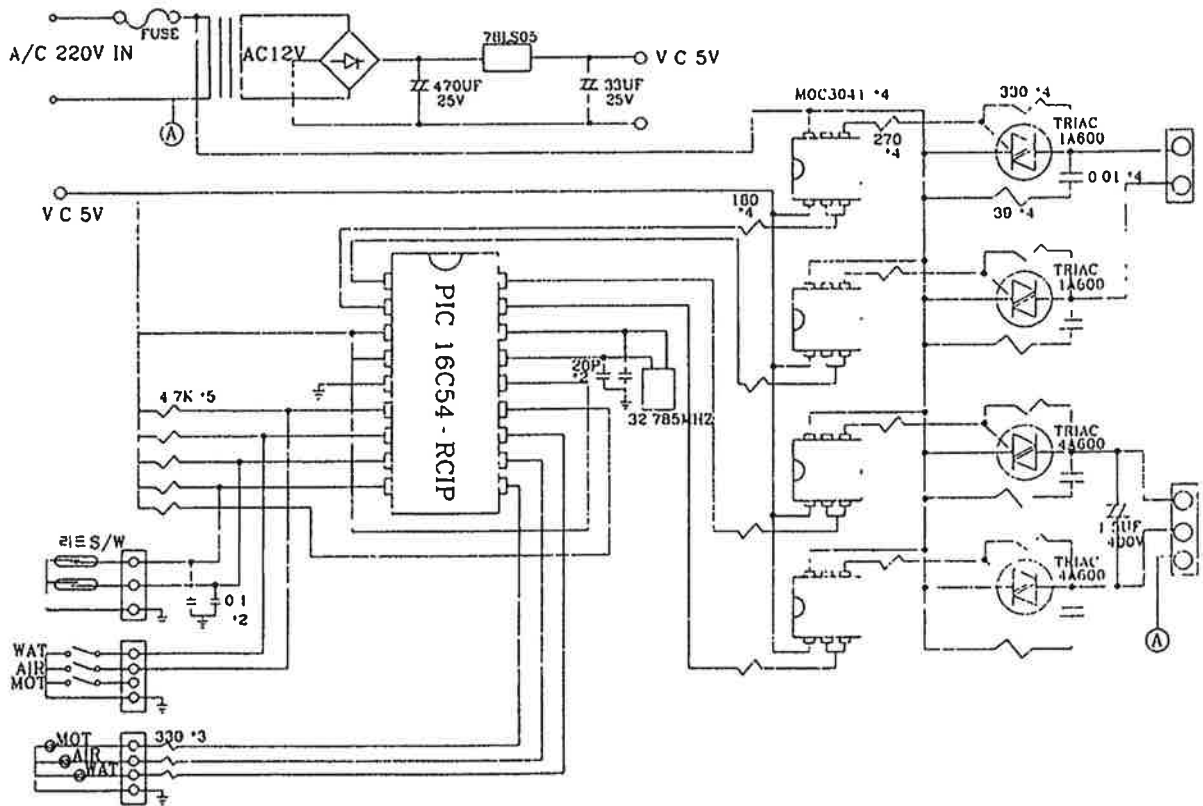 FUSE
A/C 220V IN
AC12V
78LS05
V C 5V
470UF
25V
33UF
25V
A
MOC3041 *4
330 *4
270
*4
TRIAC
1A600
0 01 *4
39 *4
V C 5V
180
*4
PIC 16C54 - RCIP
TRIAC
1A600
20P
*2
32 785MHZ
4 7K *5
TRIAC
4A600
1 5UF
400V
TRIAC
4A600
A
리드 S/W
0 1
*2
WAT
AIR
MOT
MOT
AIR
WAT
330 *3